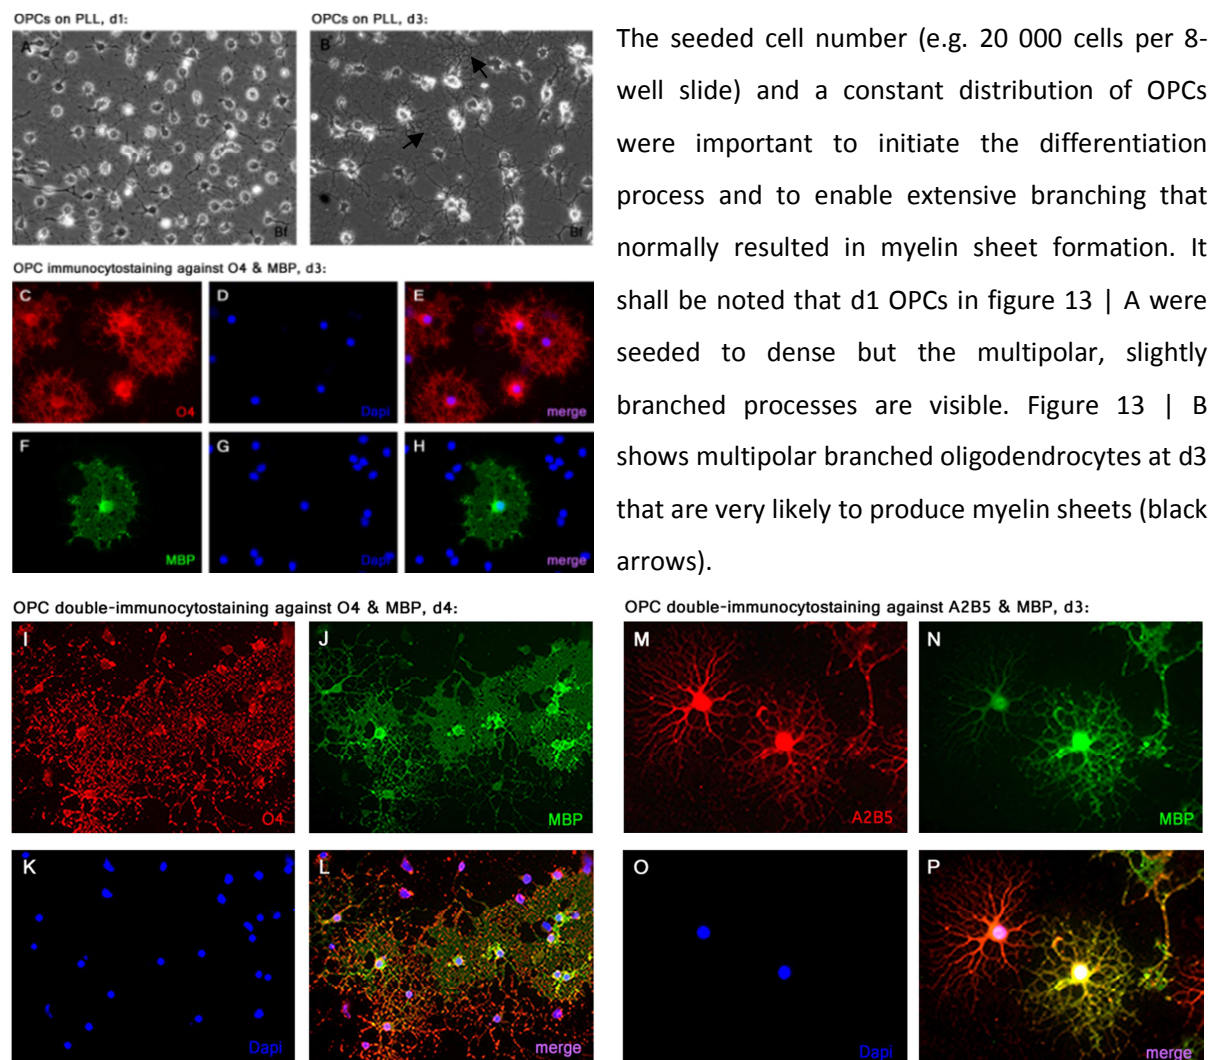 OPCs on PLL, d1:
OPCs on PLL, d3:
A
B
Bf
Bf
The seeded cell number (e.g. 20 000 cells per 8-
well slide) and a constant distribution of OPCs
were important to initiate the differentiation
process and to enable extensive branching that
normally resulted in myelin sheet formation. It
shall be noted that d1 OPCs in figure 13 | A were
seeded to dense but the multipolar, slightly
branched processes are visible. Figure 13 | B
shows multipolar branched oligodendrocytes at d3
that are very likely to produce myelin sheets (black
arrows).
OPC immunocytostaining against O4 & MBP, d3:
C
D
E
O4
Dapi
merge
F
G
H
MBP
Dapi
merge
OPC double-immunocytostaining against O4 & MBP, d4:
I
J
O4
MBP
K
L
Dapi
merge
OPC double-immunocytostaining against A2B5 & MBP, d3:
M
N
A2B5
MBP
O
P
Dapi
merge